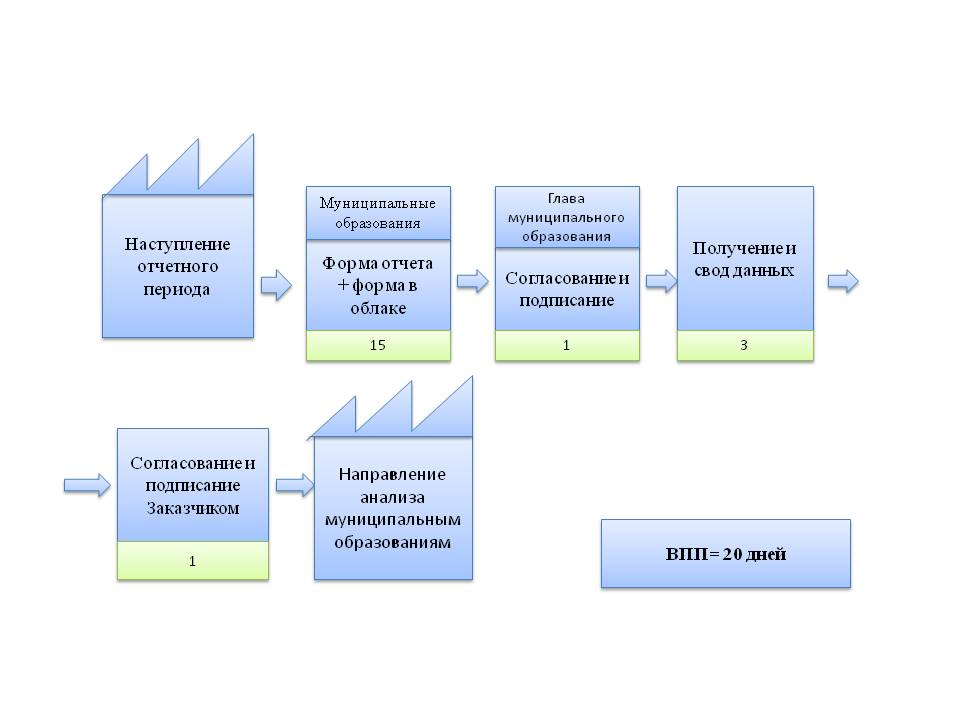 Наступление
отчетного
периода
Муниципальные
образования
Форма отчета
+ форма в
облаке
15
Глава
муниципального
образования
Согласование и
подписание
1
Получение и
свод данных
3
Согласование и
подписание
Заказчиком
1
Направление
анализа
муниципальным
образованиям
ВПП= 20 дней